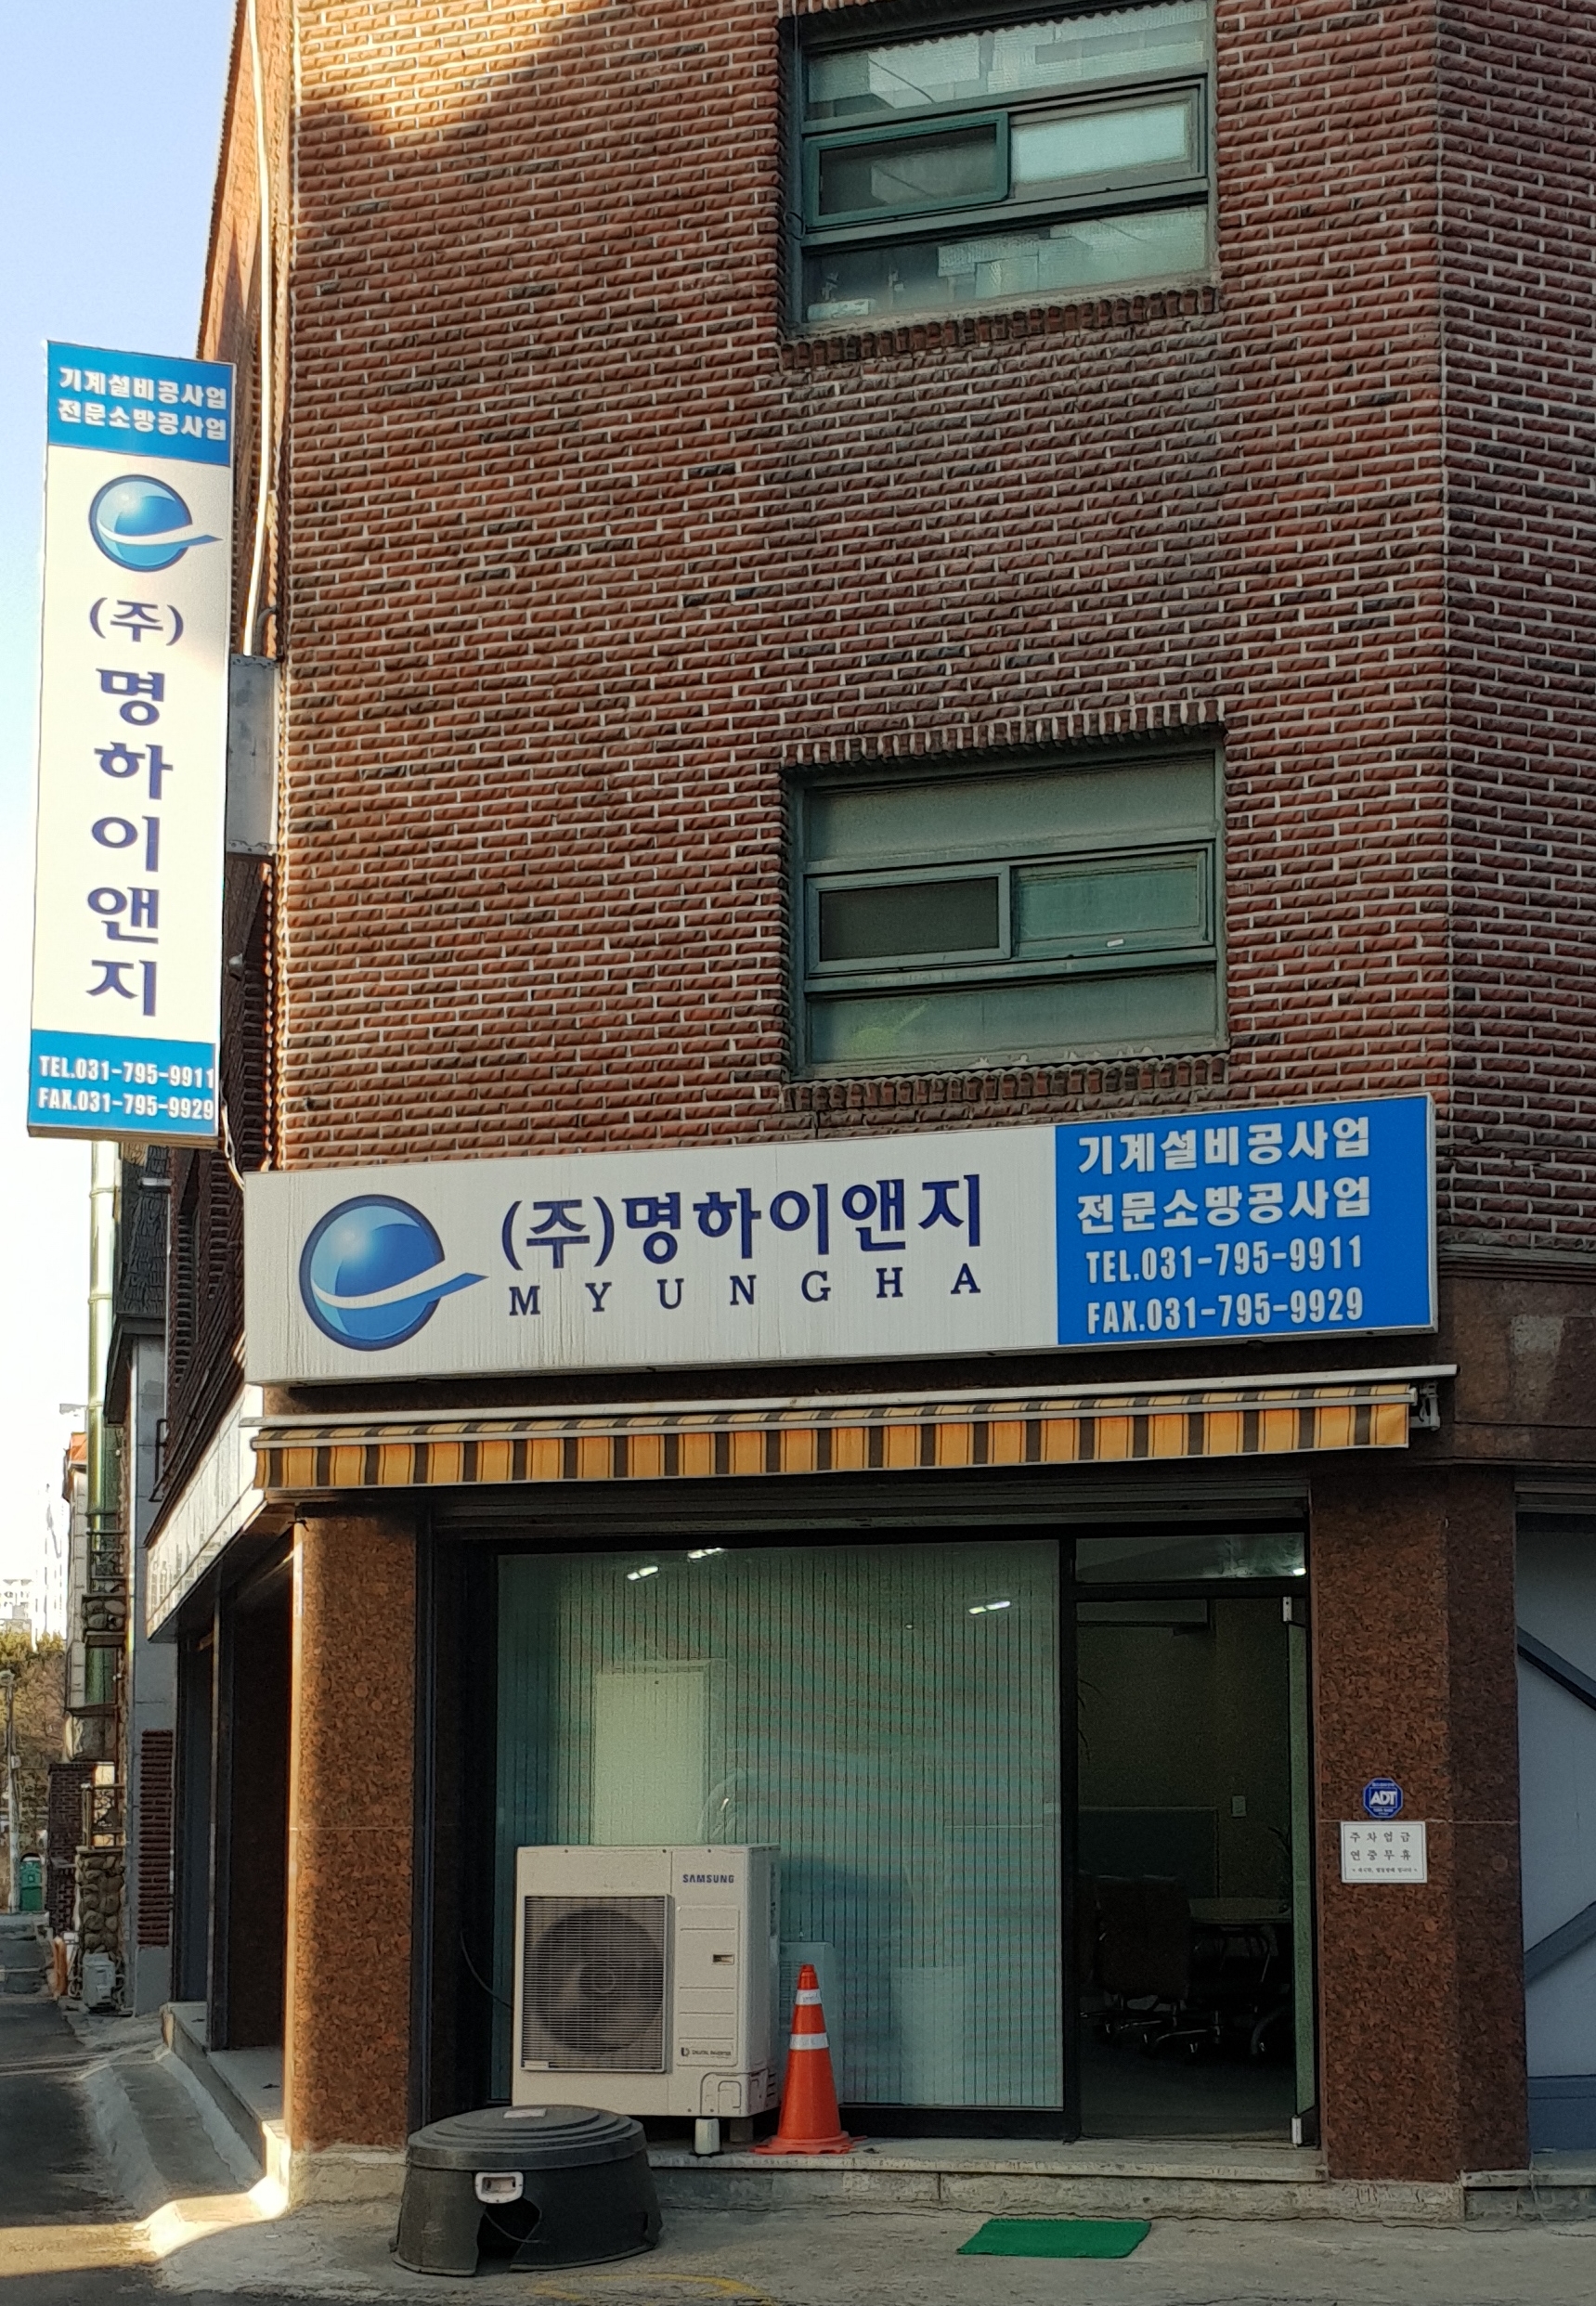 기계설비공사업
전문소방공사업
(주)
명
하
이
앤
지
TEL.031-795-9911
FAX.031-795-9929
(주)명하이앤지
MYUNGHA
기계설비공사업
전문소방공사업
TEL.031-795-9911
FAX.031-795-9929
ADT
주차업금
연중무휴
SAMSUNG
DIGITAL INVERTER